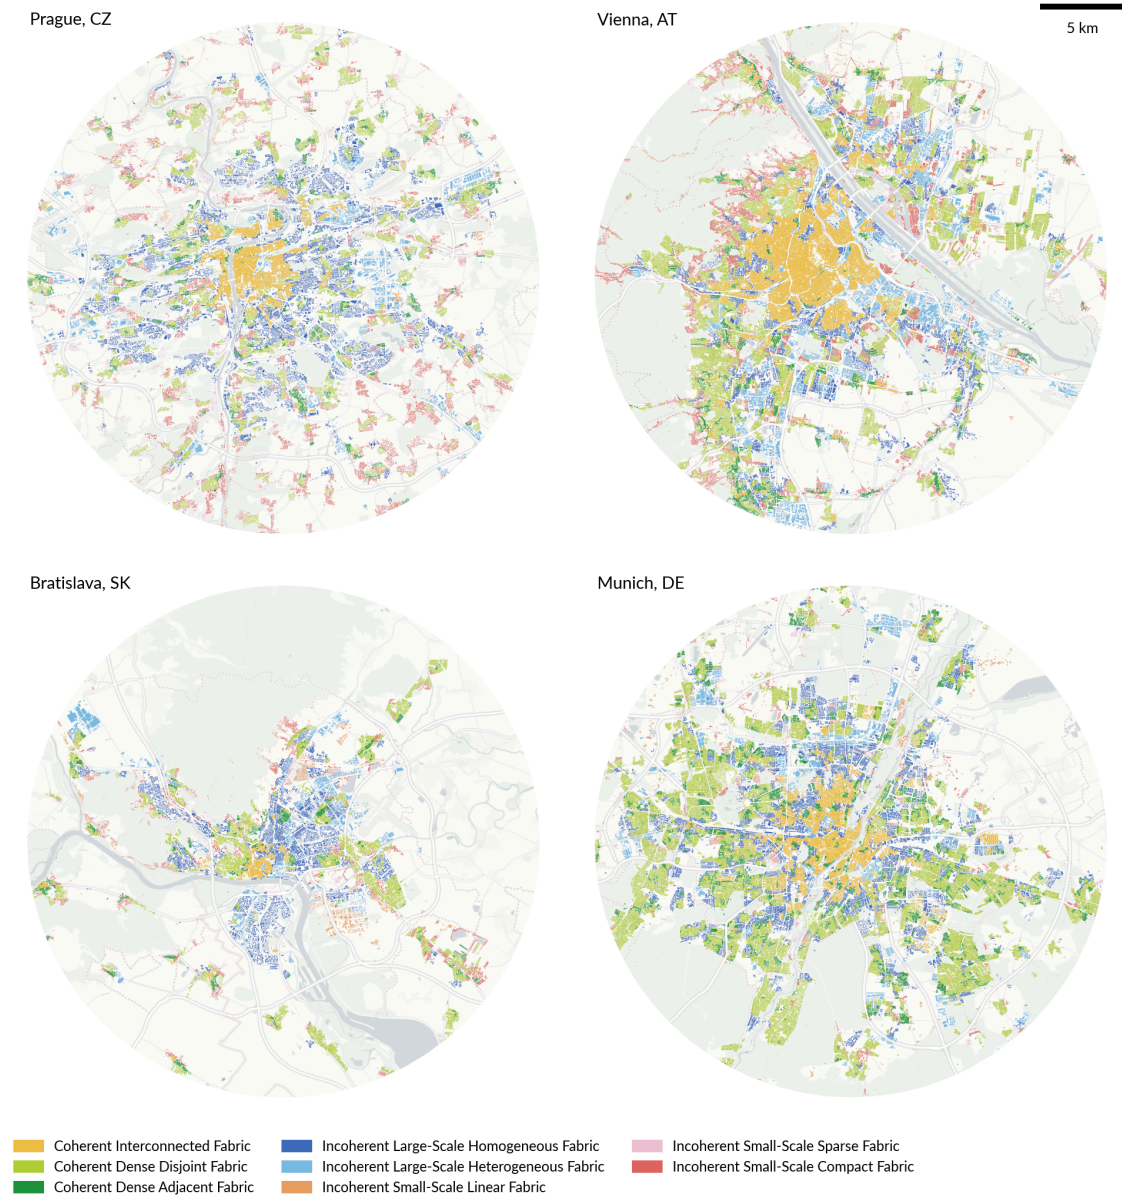 Prague, CZ
Vienna, AT
5 km
Bratislava, SK
Munich, DE
Coherent Interconnected Fabric
Incoherent Large-Scale Homogeneous Fabric
Incoherent Small-Scale Sparse Fabric
Coherent Dense Disjoint Fabric
Incoherent Large-Scale Heterogeneous Fabric
Incoherent Small-Scale Compact Fabric
Coherent Dense Adjacent Fabric
Incoherent Small-Scale Linear Fabric